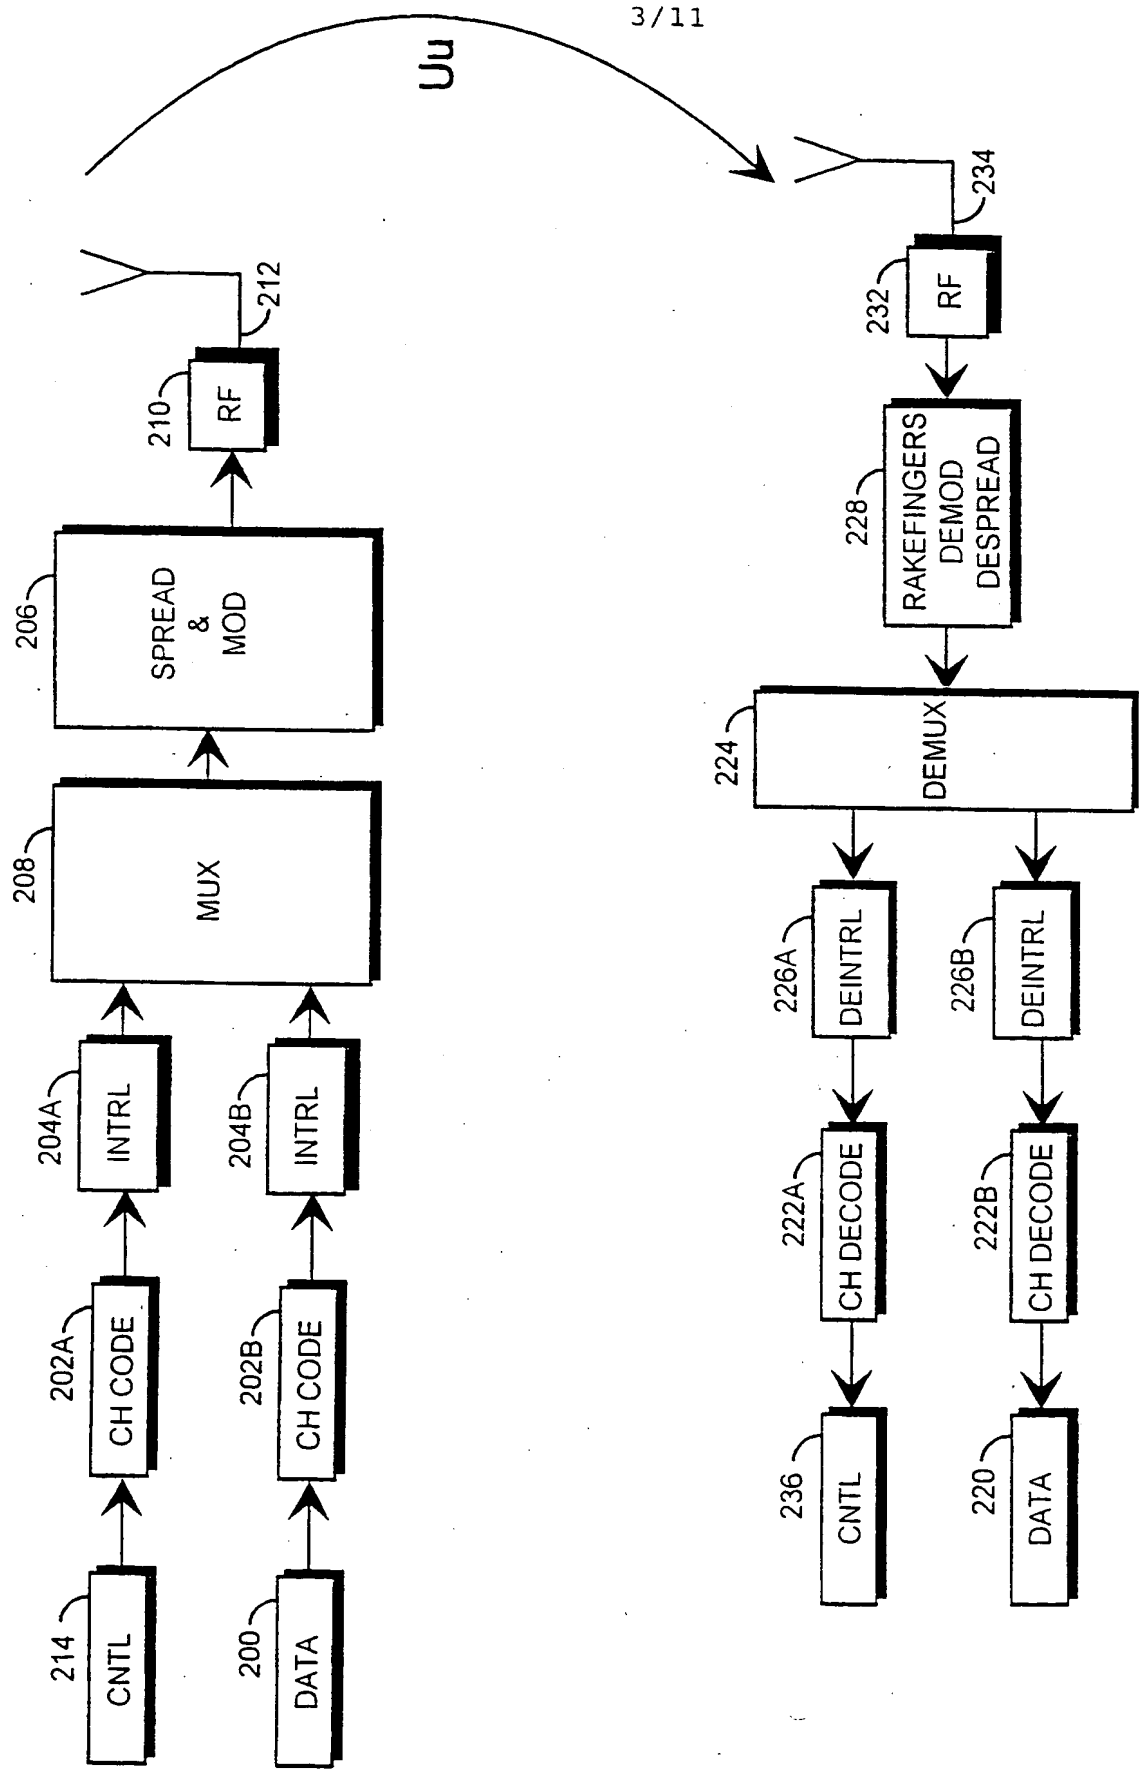 3/11
Uu
214
CNTL
202A
CH CODE
204A
INTRL
200
DATA
202B
CH CODE
204B
INTRL
208
MUX
206
SPREAD
&
MOD
210
RF
212
236
CNTL
222A
CH DECODE
226A
DEINTRL
220
DATA
222B
CH DECODE
226B
DEINTRL
224
DEMUX
228
RAKEFINGERS
DEMOD
DESPREAD
232
RF
234